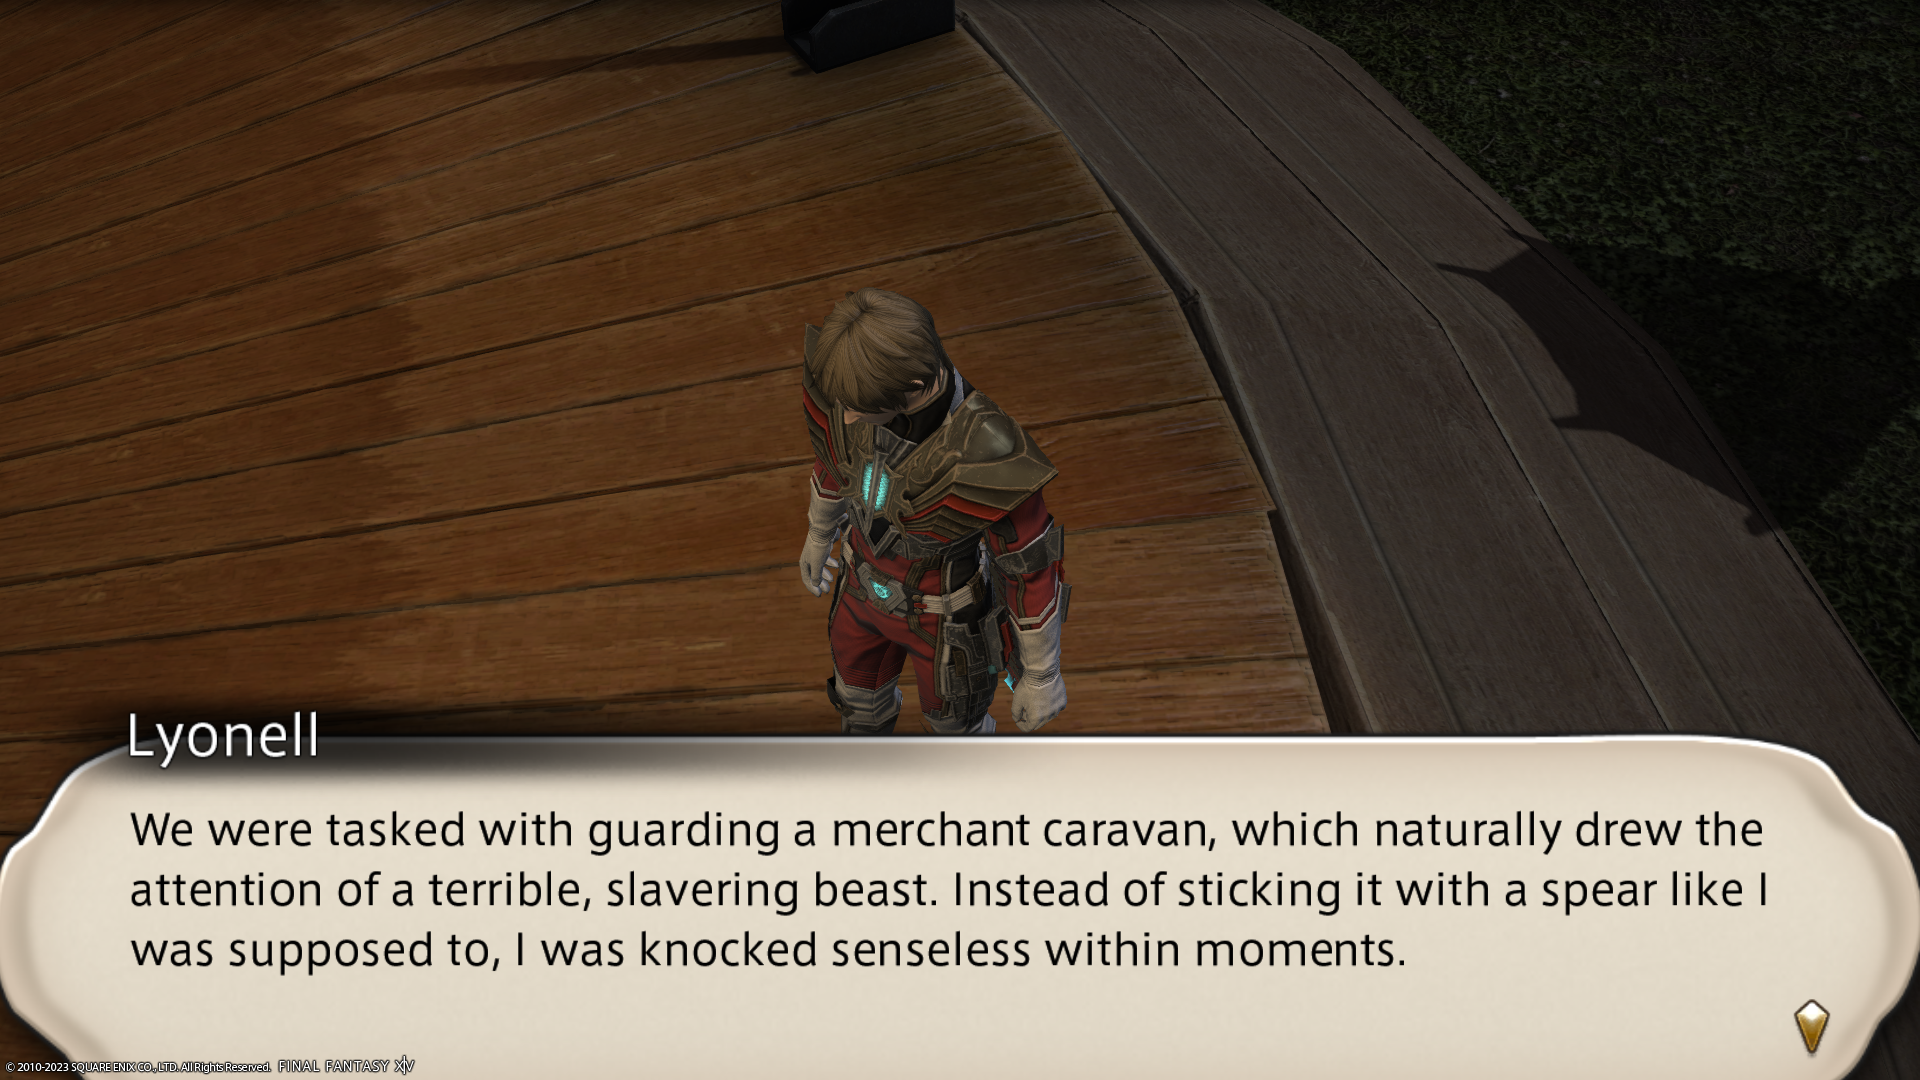 Lyonell
We were tasked with guarding a merchant caravan, which naturally drew the
attention of a terrible, slavering beast. Instead of sticking it with a spear like I
was supposed to, I was knocked senseless within moments.
© 2010-2023 SQUARE ENIX CO., LTD. All Rights Reserved. FINAL FANTASY XIV